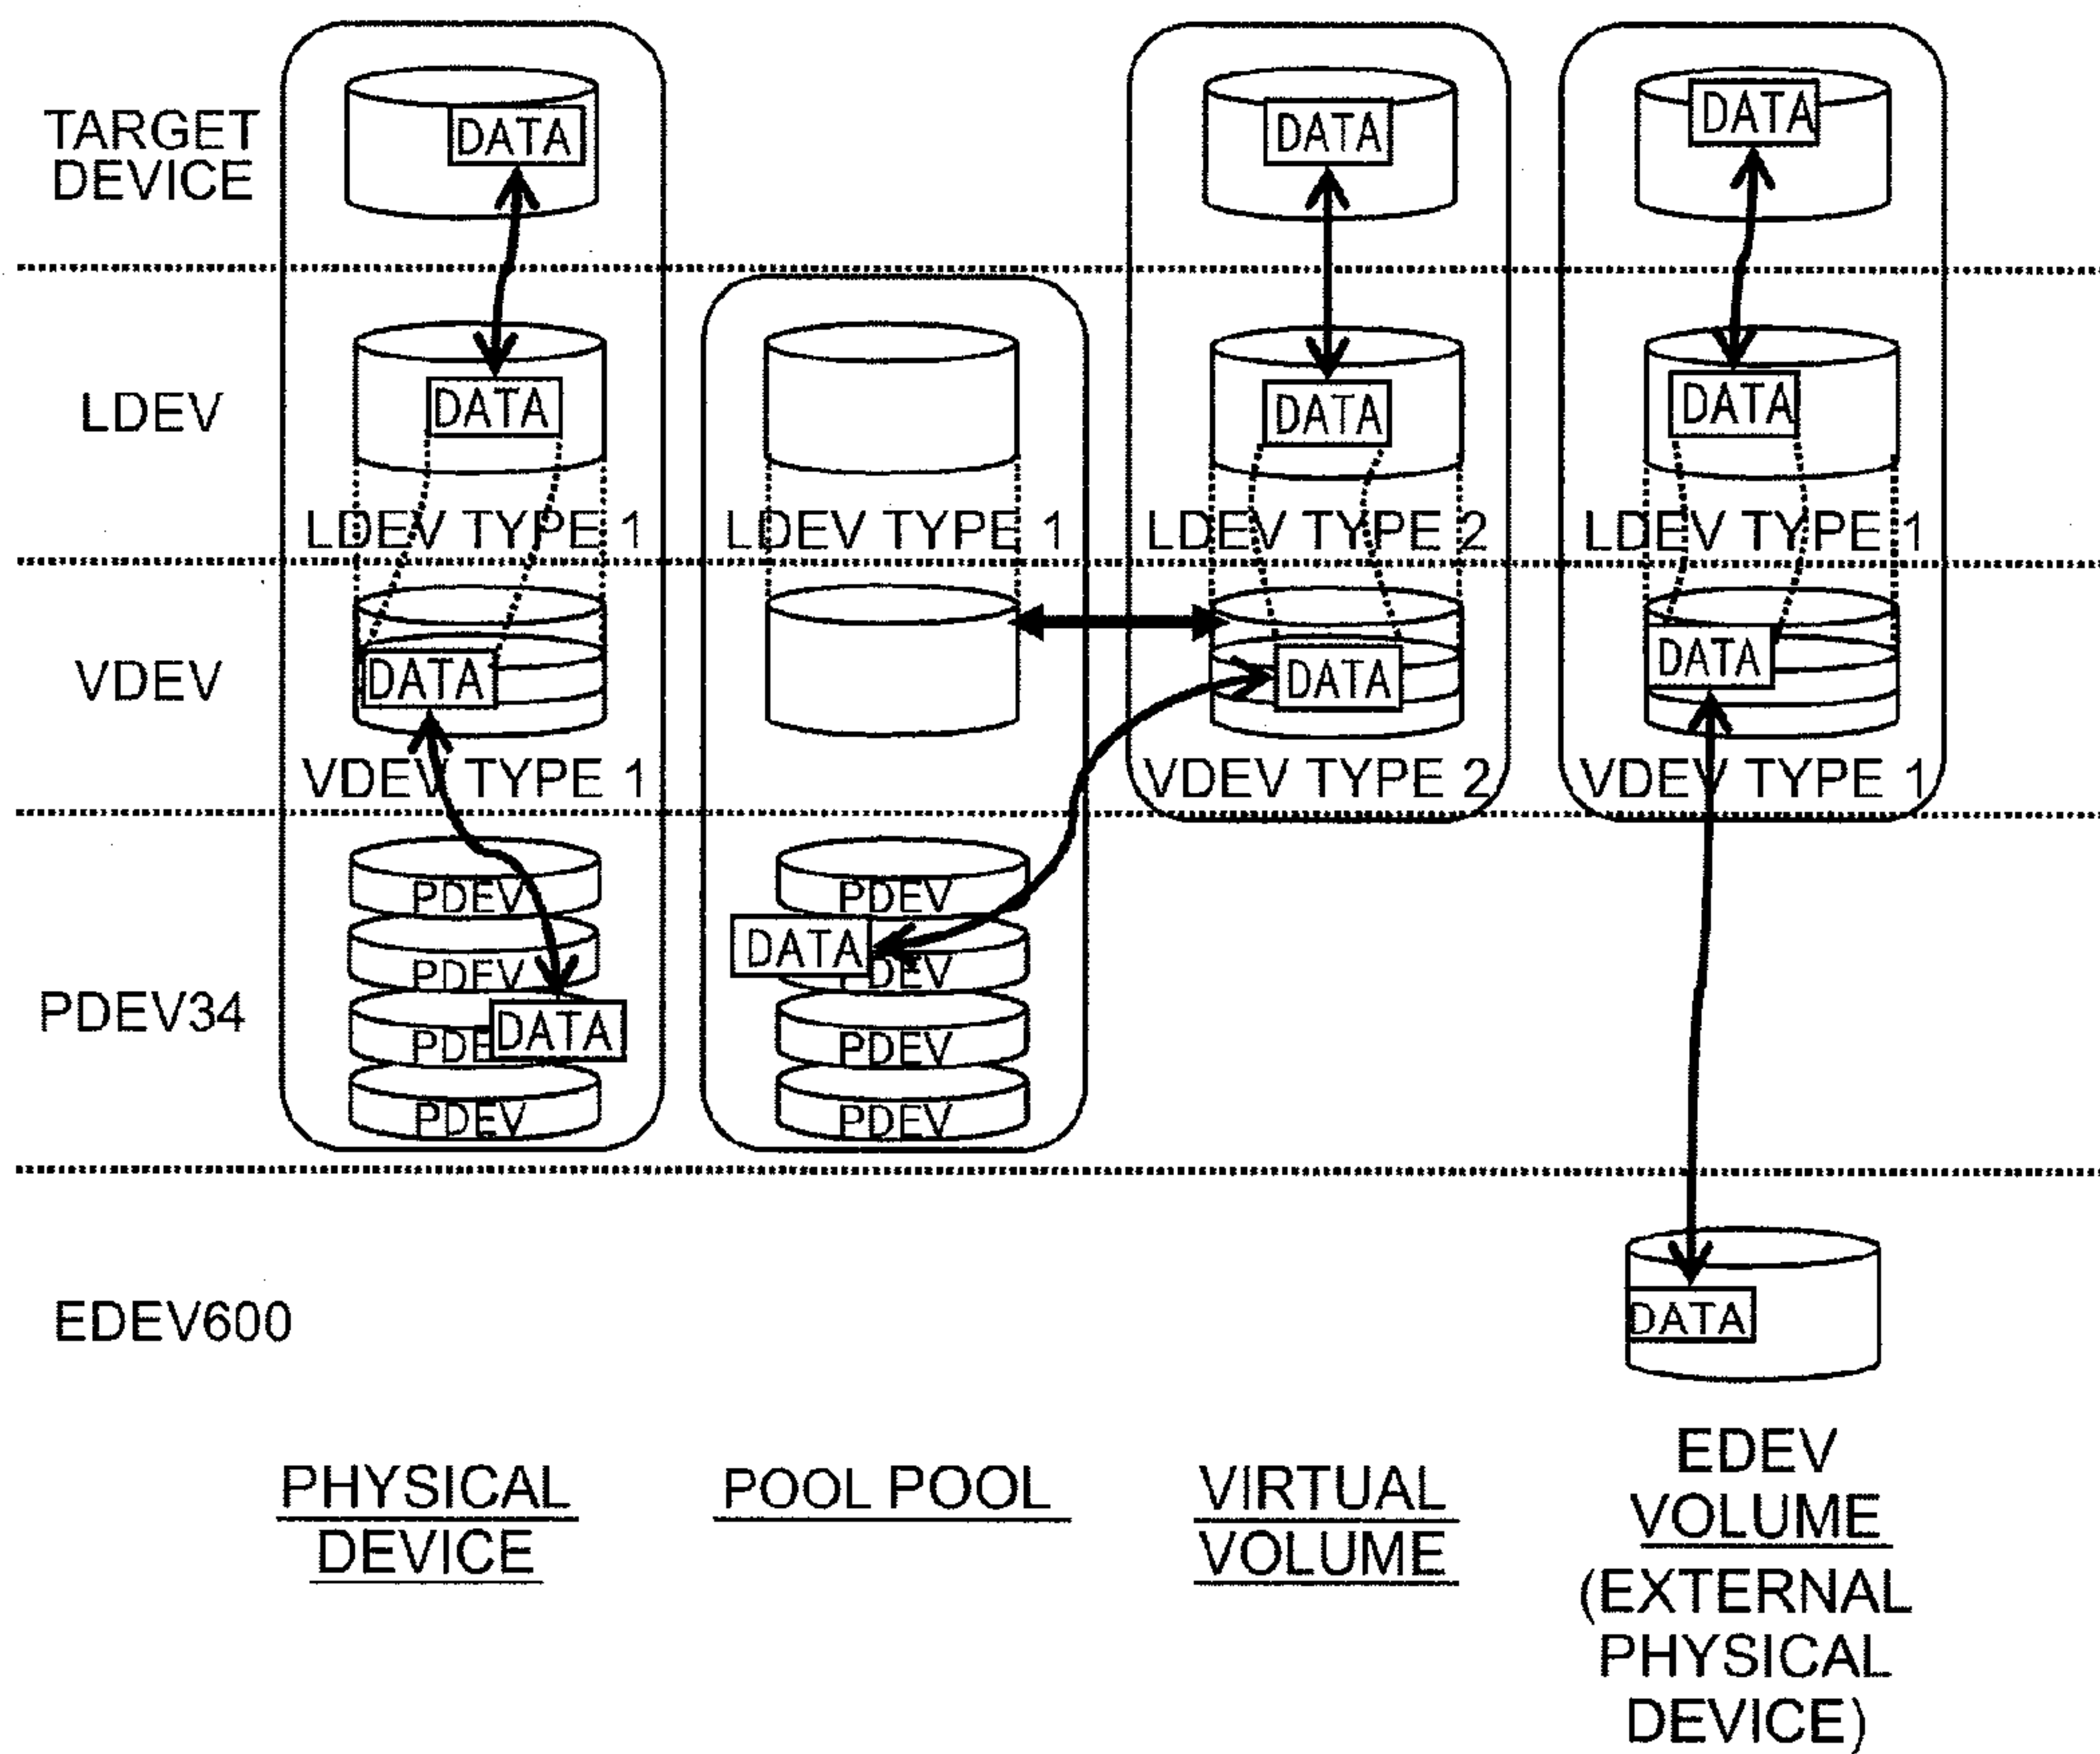 TARGET
DEVICE
DATA
DATA
DATA
LDEV
DATA
DATA
DATA
LDEV TYPE 1
LDEV TYPE 1
LDEV TYPE 2
LDEV TYPE 1
VDEV
DATA
DATA
DATA
VDEV TYPE 1
VDEV TYPE 2
VDEV TYPE 1
PDEV34
PDEV
PDEV
PDE
PDEV
DATA
PDEV
DATA
PDEV
PDEV
PDEV
EDEV600
DATA
PHYSICAL
DEVICE
POOL POOL
VIRTUAL
VOLUME
EDEV
VOLUME
(EXTERNAL
PHYSICAL
DEVICE)